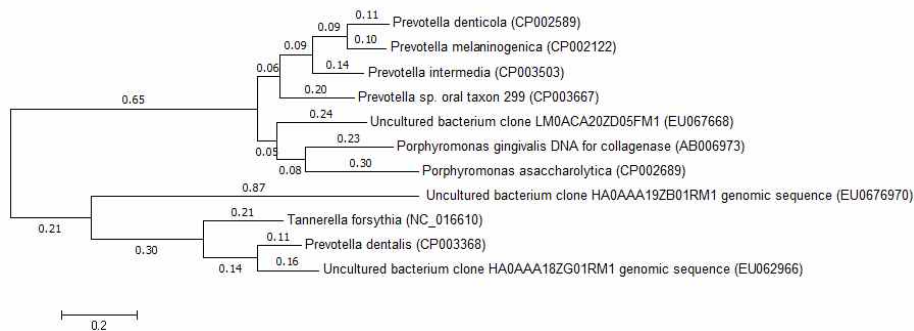 0.11
Prevotella denticola (CP002589)
0.09
0.10
Prevotella melaninogenica (CP002122)
0.09
0.14
Prevotella intermedia (CP003503)
0.06
0.20
Prevotella sp. oral taxon 299 (CP003667)
0.65
0.24
Uncultured bacterium clone LM0ACA20ZD05FM1 (EU067668)
0.05
0.23
Porphyromonas gingivalis DNA for collagenase (AB006973)
0.08
0.30
Porphyromonas asaccharolytica (CP002689)
0.87
Uncultured bacterium clone HA0AAA19ZB01RM1 genomic sequence (EU0676970)
0.21
0.21
Tannerella forsythia (NC_016610)
0.30
0.11
Prevotella dentalis (CP003368)
0.14
0.16
Uncultured bacterium clone HA0AAA18ZG01RM1 genomic sequence (EU062966)
0.2